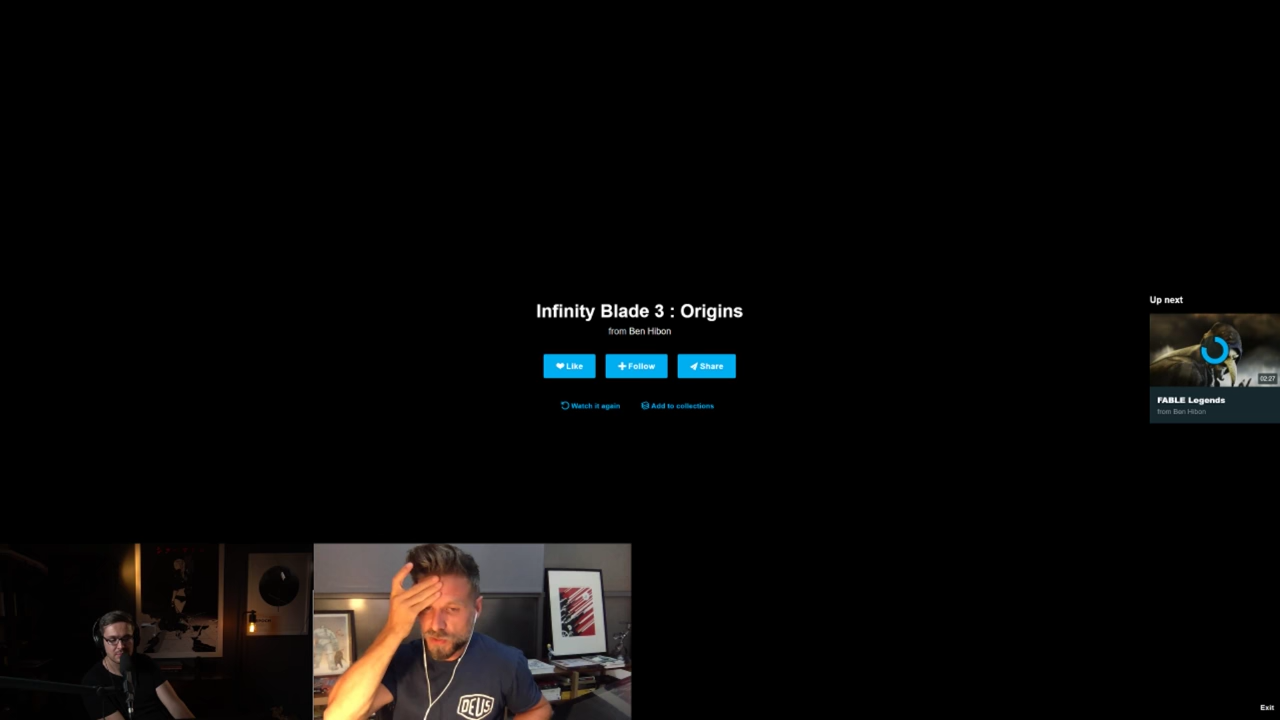 Infinity Blade 3 : Origins
from Ben Hibon
Like
Follow
Share
Watch it again
Add to collections
Up next
02:27
FABLE Legends
from Ben Hibon
DEUS
Exit